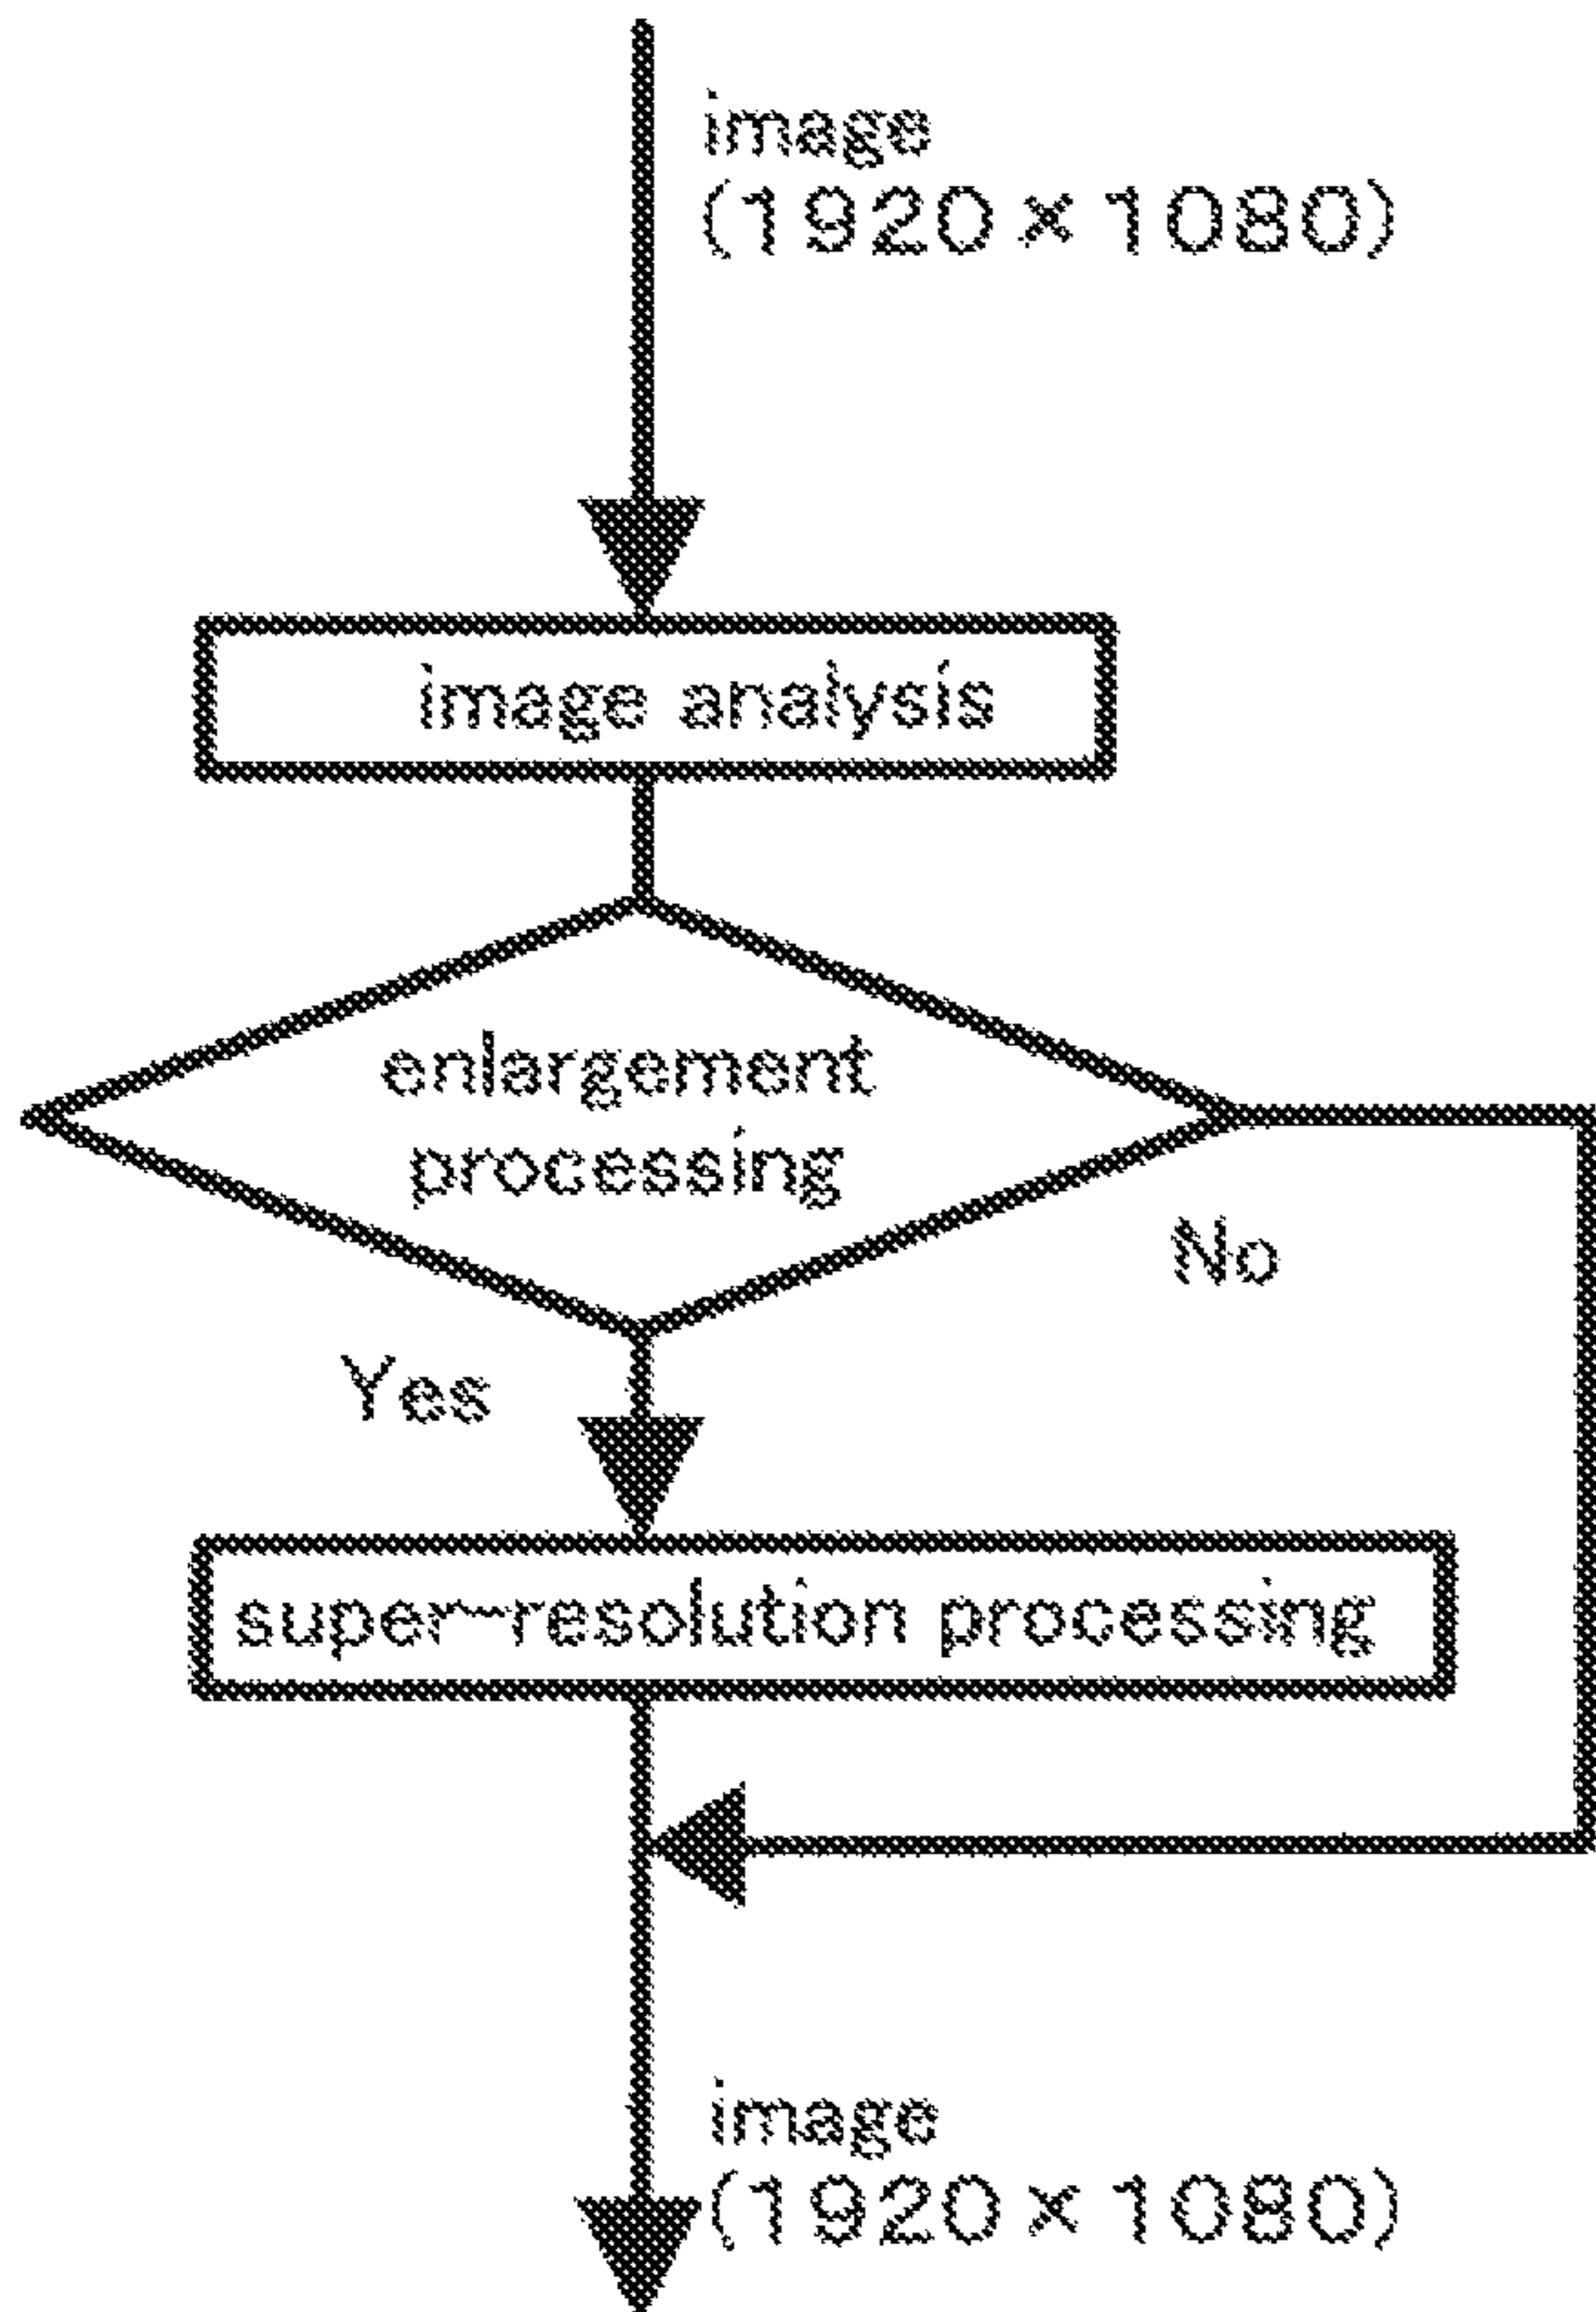 image
(1920×1080)
image analysis
enlargement
processing
No
Yes
super-resolution processing
image
(1920×1080)